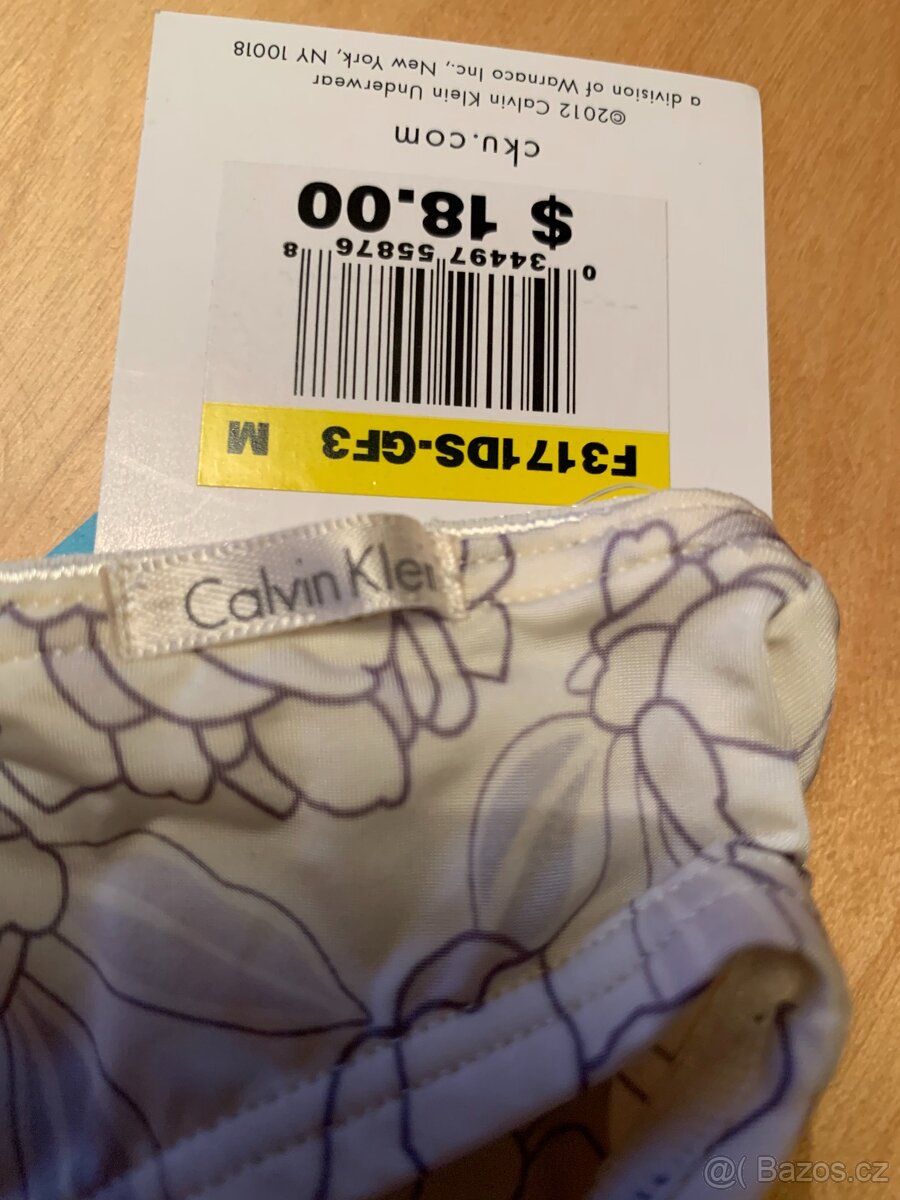 F3171DS-GF3 M
0 34497 55876 8
$ 18.00
cku.com
©2012 Calvin Klein Underwear
a division of Warnaco Inc., New York, NY 10018
Calvin Klei
@( Bazos.cz